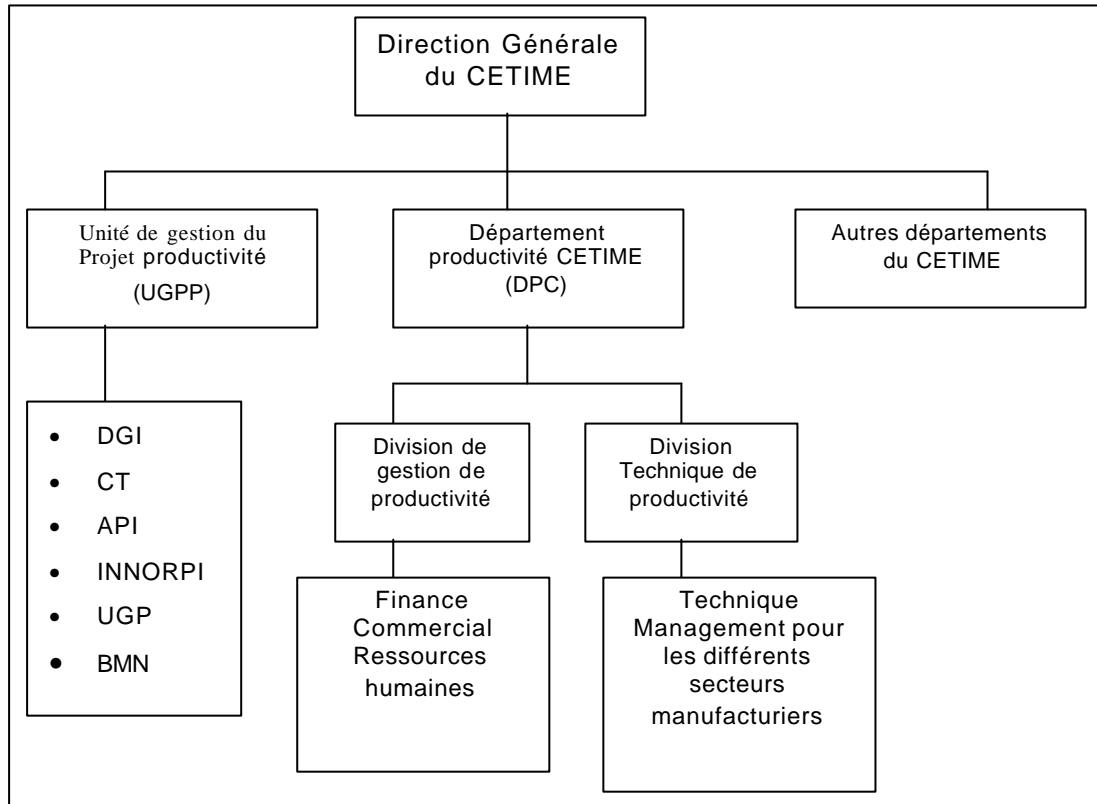 Direction Générale
du CETIME
Unité de gestion du
Projet productivité
(UGPP)
Département
productivité CETIME
(DPC)
Autres départements
du CETIME
• DGI
• CT
• API
• INNORPI
• UGP
• BMN
Division de
gestion de
productivité
Division
Technique de
productivité
Finance
Commercial
Ressources
humaines
Technique
Management pour
les différents
secteurs
manufacturiers